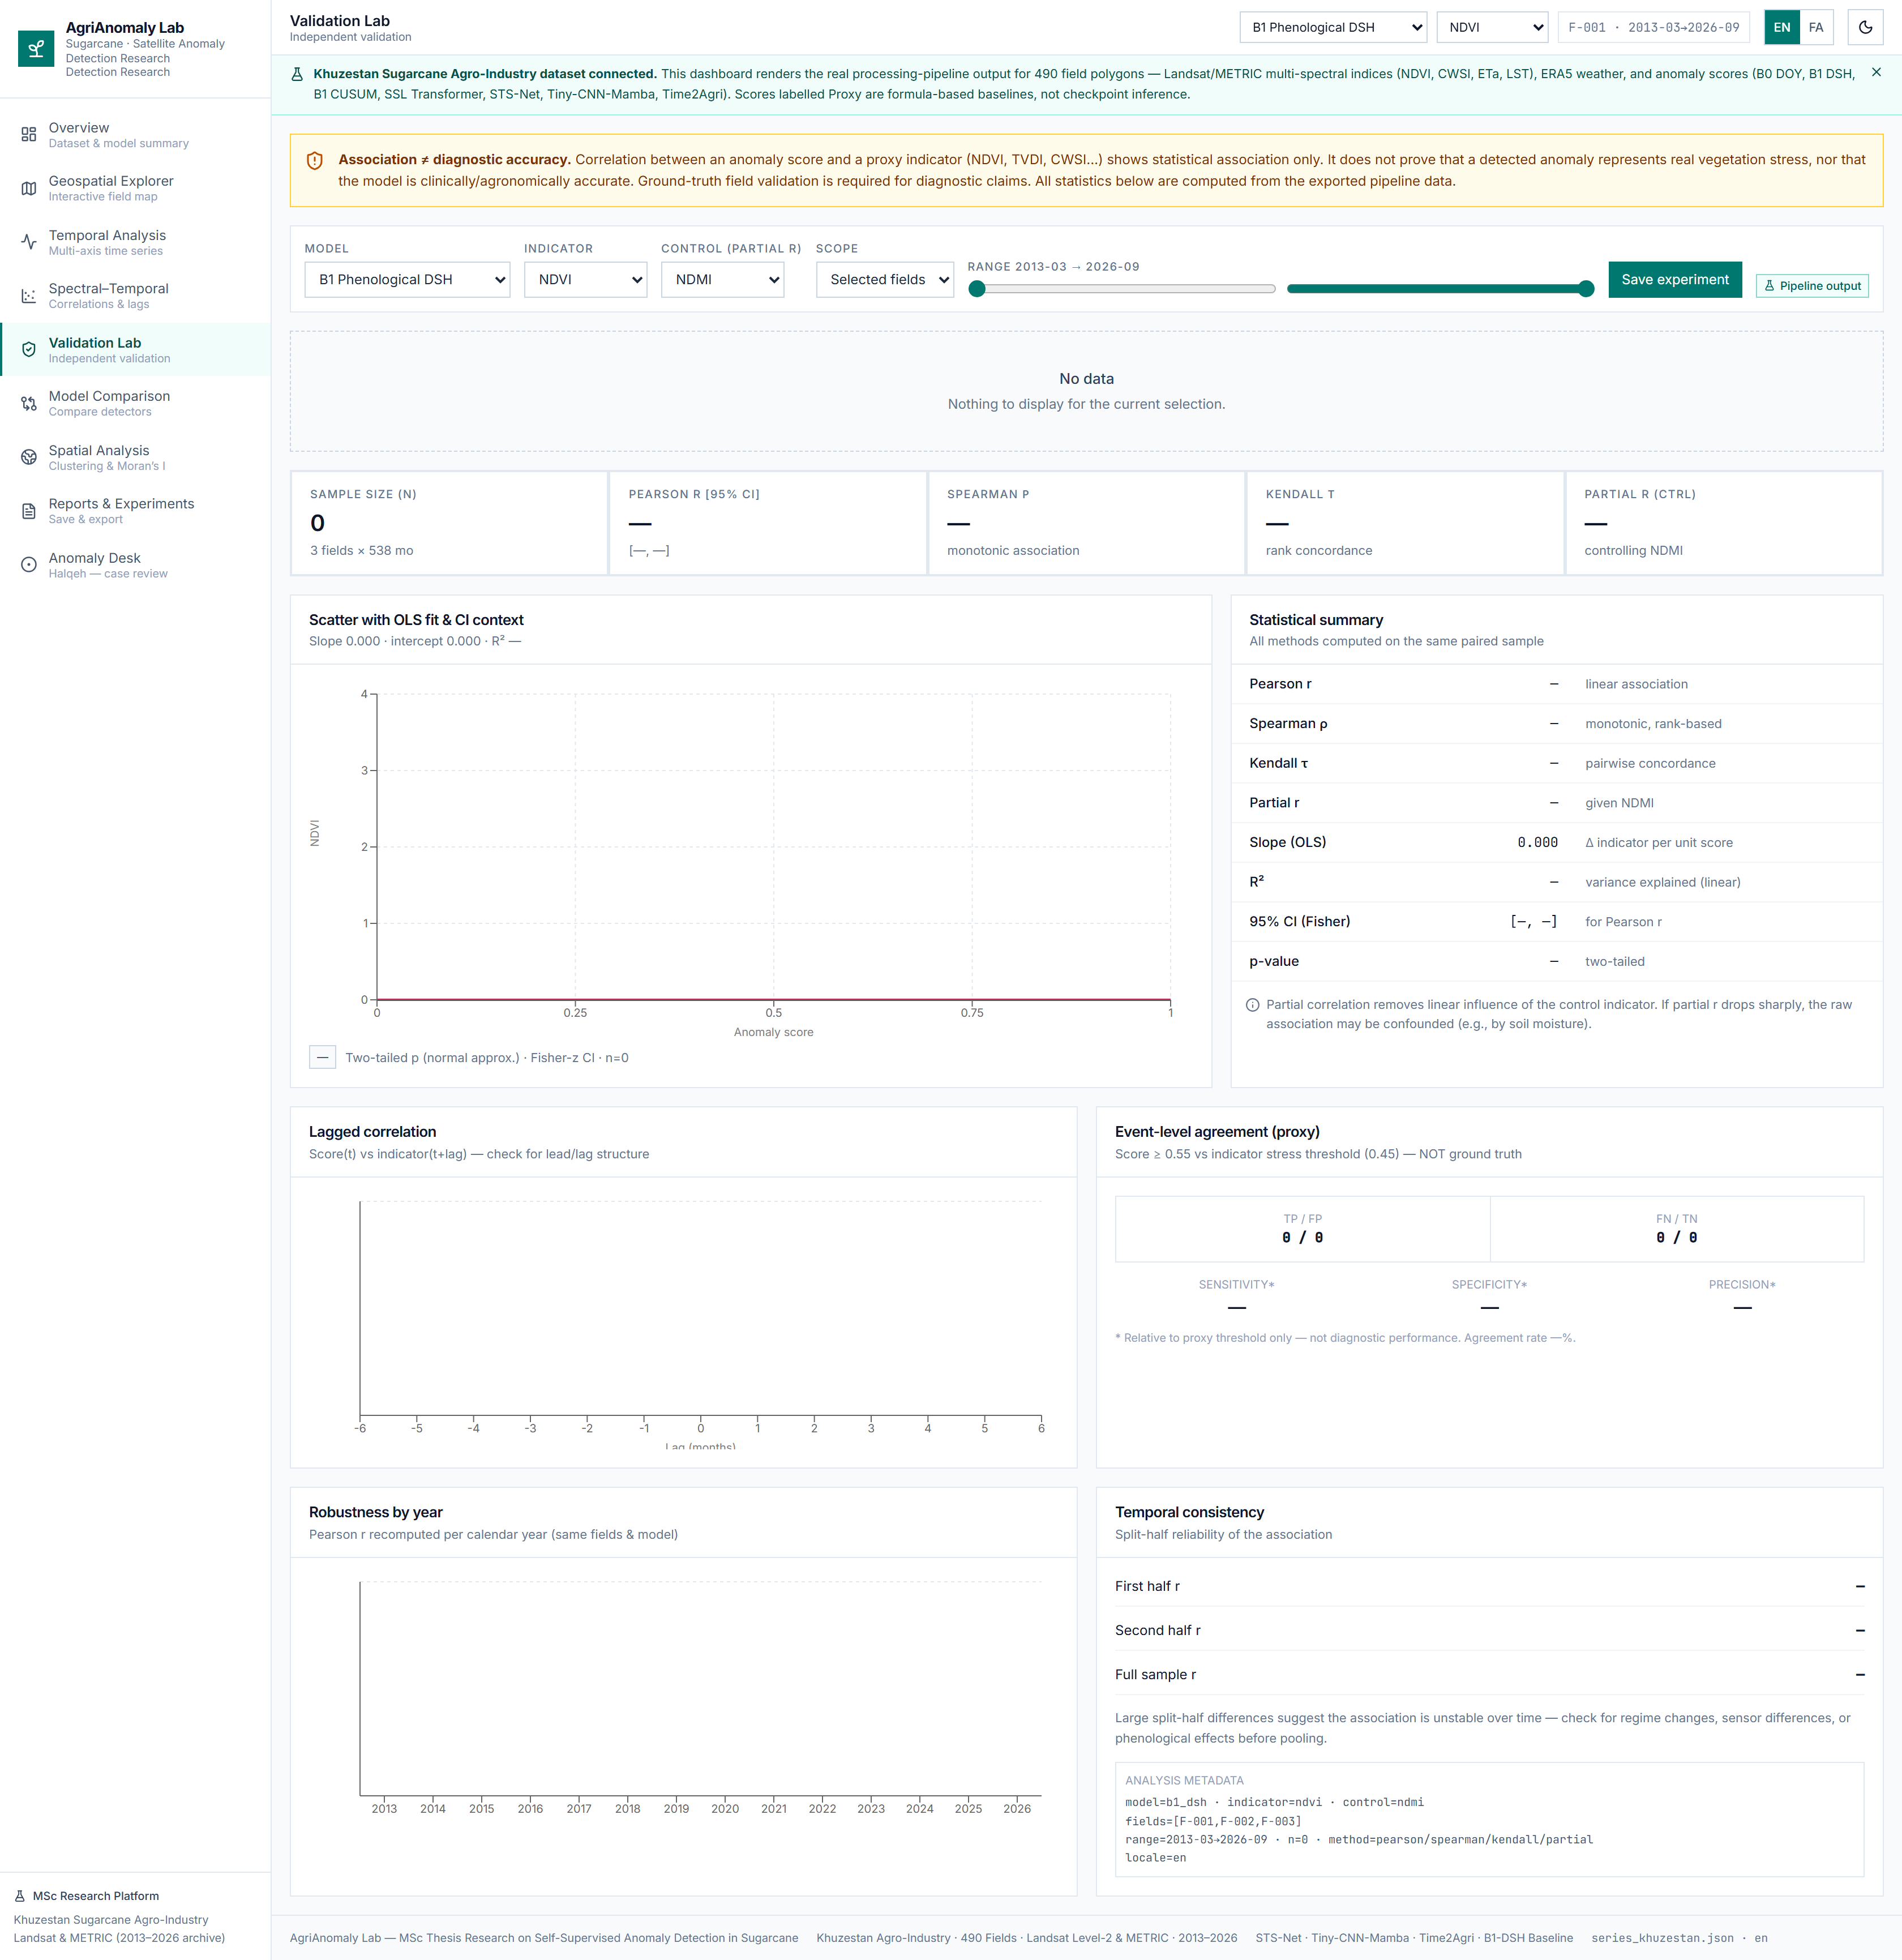 AgriAnomaly Lab
Sugarcane · Satellite Anomaly
Detection Research
Detection Research
Overview
Dataset & model summary
Geospatial Explorer
Interactive field map
Temporal Analysis
Multi-axis time series
Spectral–Temporal
Correlations & lags
Validation Lab
Independent validation
Model Comparison
Compare detectors
Spatial Analysis
Clustering & Moran's I
Reports & Experiments
Save & export
Anomaly Desk
Halqeh — case review
MSc Research Platform
Khuzestan Sugarcane Agro-Industry
Landsat & METRIC (2013–2026 archive)
Validation Lab
Independent validation
B1 Phenological DSH
NDVI
F-001 · 2013-03→2026-09
EN FA
Khuzestan Sugarcane Agro-Industry dataset connected. This dashboard renders the real processing-pipeline output for 490 field polygons — Landsat/METRIC multi-spectral indices (NDVI, CWSI, ETa, LST), ERA5 weather, and anomaly scores (B0 DOY, B1 DSH,
B1 CUSUM, SSL Transformer, STS-Net, Tiny-CNN-Mamba, Time2Agri). Scores labelled Proxy are formula-based baselines, not checkpoint inference.
Association ≠ diagnostic accuracy. Correlation between an anomaly score and a proxy indicator (NDVI, TVDI, CWSI...) shows statistical association only. It does not prove that a detected anomaly represents real vegetation stress, nor that
the model is clinically/agronomically accurate. Ground-truth field validation is required for diagnostic claims. All statistics below are computed from the exported pipeline data.
MODEL
B1 Phenological DSH
INDICATOR
NDVI
CONTROL (PARTIAL R)
NDMI
SCOPE
Selected fields
RANGE 2013-03 → 2026-09
Save experiment
Pipeline output
No data
Nothing to display for the current selection.
SAMPLE SIZE (N)
0
3 fields × 538 mo
PEARSON R [95% CI]
—
[—, —]
SPEARMAN Ρ
—
monotonic association
KENDALL Τ
—
rank concordance
PARTIAL R (CTRL)
—
controlling NDMI
Scatter with OLS fit & CI context
Slope 0.000 · intercept 0.000 · R² —
4
3
2
1
0
NDVI
0 0.25 0.5 0.75 1
Anomaly score
— Two-tailed p (normal approx.) · Fisher-z CI · n=0
Statistical summary
All methods computed on the same paired sample
Pearson r — linear association
Spearman ρ — monotonic, rank-based
Kendall τ — pairwise concordance
Partial r — given NDMI
Slope (OLS) 0.000 Δ indicator per unit score
R² — variance explained (linear)
95% CI (Fisher) [—, —] for Pearson r
p-value — two-tailed
Partial correlation removes linear influence of the control indicator. If partial r drops sharply, the raw
association may be confounded (e.g., by soil moisture).
Lagged correlation
Score(t) vs indicator(t+lag) — check for lead/lag structure
-6 -5 -4 -3 -2 -1 0 1 2 3 4 5 6
Lag (months)
Event-level agreement (proxy)
Score ≥ 0.55 vs indicator stress threshold (0.45) — NOT ground truth
TP / FP
0 / 0
FN / TN
0 / 0
SENSITIVITY*
—
SPECIFICITY*
—
PRECISION*
—
* Relative to proxy threshold only — not diagnostic performance. Agreement rate —%.
Robustness by year
Pearson r recomputed per calendar year (same fields & model)
2013 2014 2015 2016 2017 2018 2019 2020 2021 2022 2023 2024 2025 2026
Temporal consistency
Split-half reliability of the association
First half r —
Second half r —
Full sample r —
Large split-half differences suggest the association is unstable over time — check for regime changes, sensor differences, or
phenological effects before pooling.
ANALYSIS METADATA
model=b1_dsh · indicator=ndvi · control=ndmi
fields=[F-001,F-002,F-003]
range=2013-03→2026-09 · n=0 · method=pearson/spearman/kendall/partial
locale=en
AgriAnomaly Lab — MSc Thesis Research on Self-Supervised Anomaly Detection in Sugarcane Khuzestan Agro-Industry · 490 Fields · Landsat Level-2 & METRIC · 2013–2026 STS-Net · Tiny-CNN-Mamba · Time2Agri · B1-DSH Baseline series_khuzestan.json · en